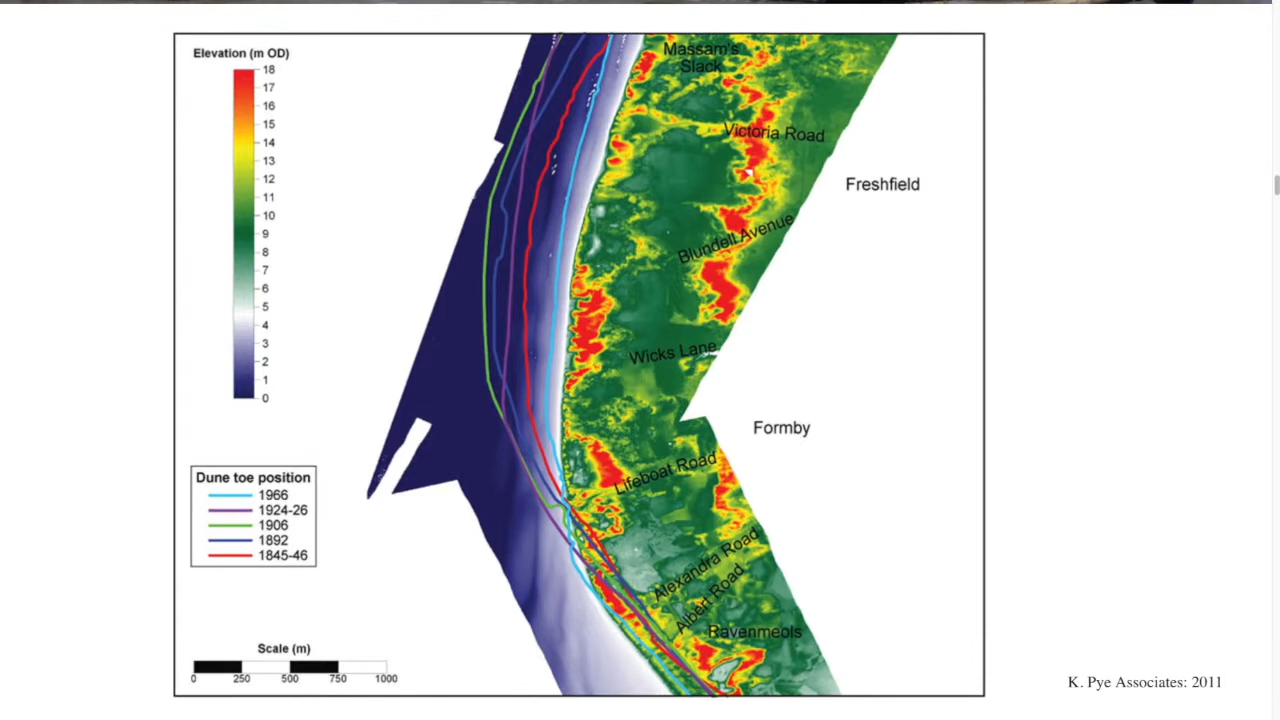 Elevation (m OD)
18
17
16
15
14
13
12
11
10
9
8
7
6
5
4
3
2
1
0
Massam's
Slack
Victoria Road
Freshfield
Blundell Avenue
Wicks Lane
Formby
Lifeboat Road
Dune toe position
1966
1924-26
1906
1892
1845-46
Alexandra Road
Albert Road
Ravenmeols
Scale (m)
0 250 500 750 1000
K. Pye Associates: 2011